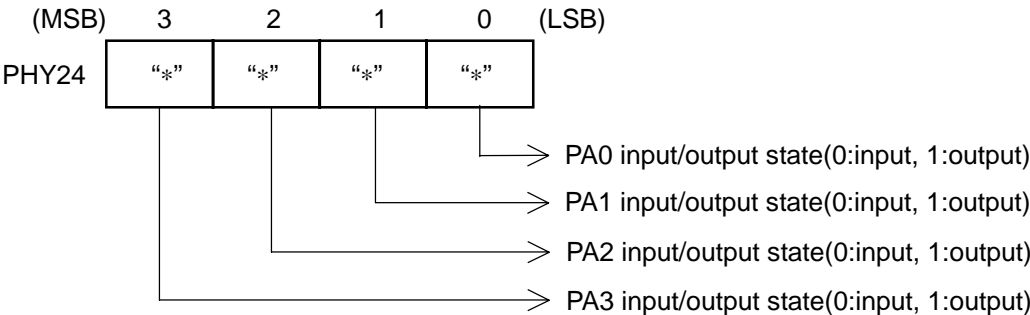 (MSB) 3 2 1 0 (LSB)
PHY24 “*” “*” “*” “*”
PA0 input/output state(0:input, 1:output)
PA1 input/output state(0:input, 1:output)
PA2 input/output state(0:input, 1:output)
PA3 input/output state(0:input, 1:output)